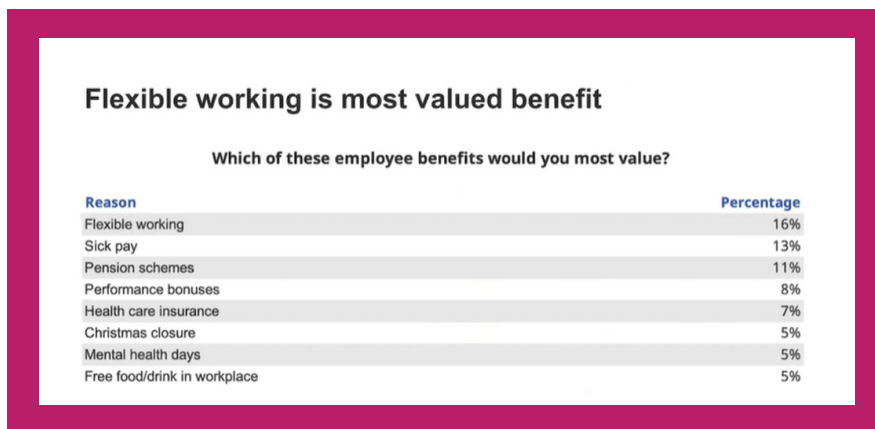 Flexible working is most valued benefit
Which of these employee benefits would you most value?
Reason Percentage
Flexible working 16%
Sick pay 13%
Pension schemes 11%
Performance bonuses 8%
Health care insurance 7%
Christmas closure 5%
Mental health days 5%
Free food/drink in workplace 5%